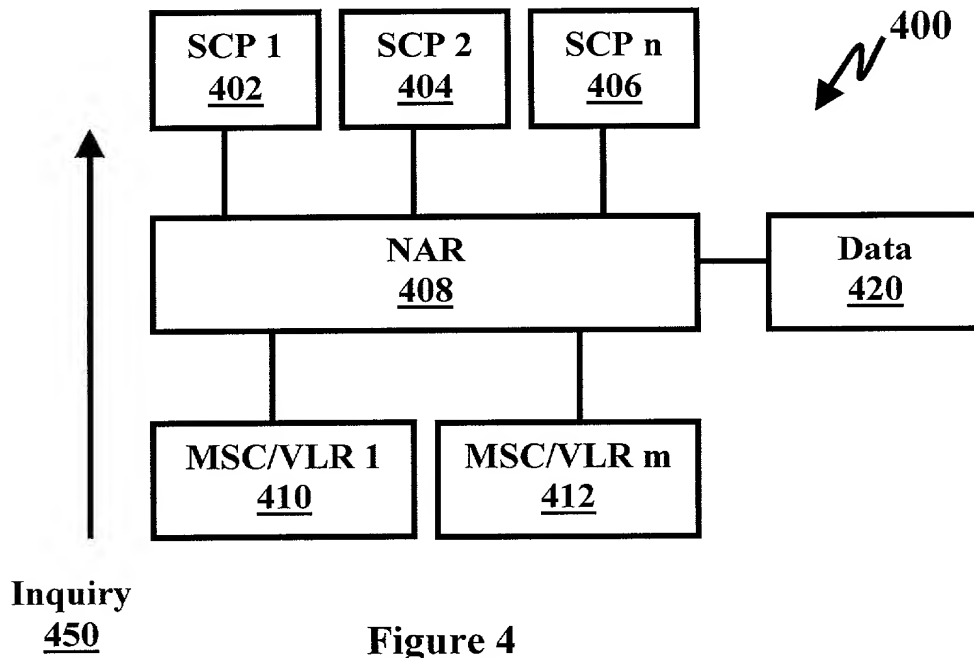 SCP 1
402
SCP 2
404
SCP n
406
400
NAR
408
Data
420
MSC/VLR 1
410
MSC/VLR m
412
Inquiry
450
Figure 4